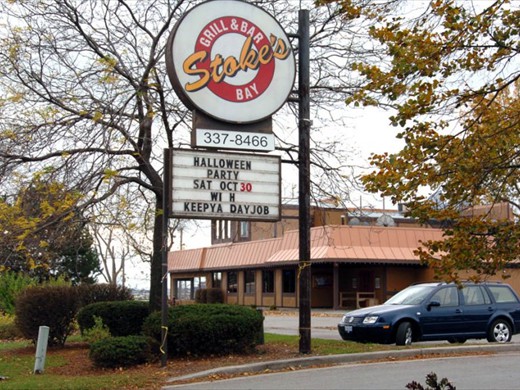 GRILL & BAR
Stoke's
BAY
337-8466
HALLOWEEN
PARTY
SAT OCT 30
WI H
KEEPYA DAYJOB